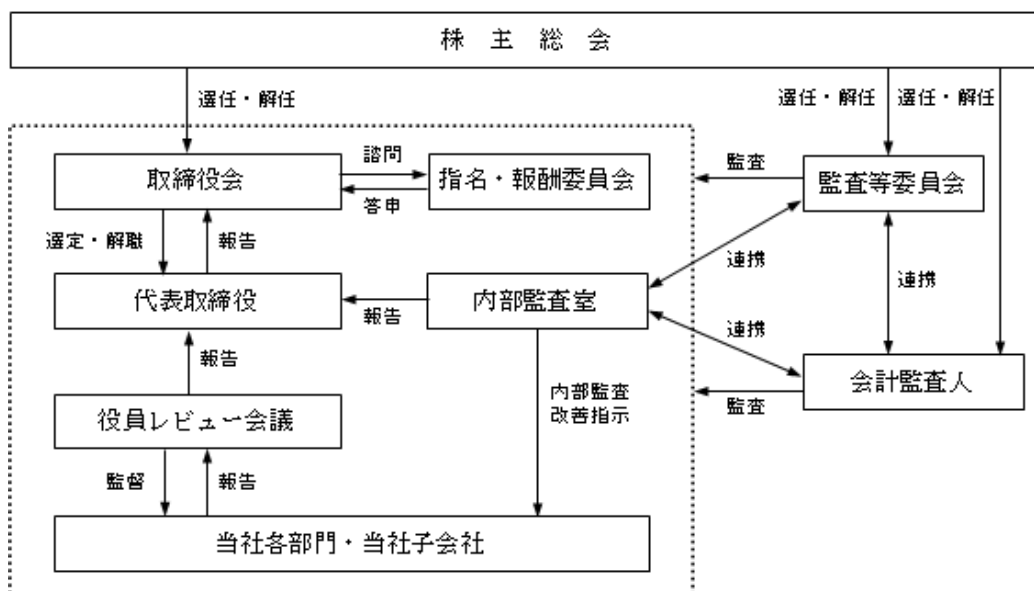 株主総会
選任・解任
選任・解任
選任・解任
取締役会
諮問
答申
指名・報酬委員会
監査
監査等委員会
選定・解職
報告
連携
連携
代表取締役
報告
内部監査室
連携
報告
内部監査
改善指示
監査
会計監査人
役員レビュー会議
監督
報告
当社各部門・当社子会社